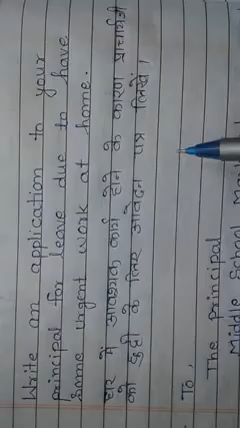 Write an application to your
principal for leave due to have
some urgent work at home.
घर में आवश्यक कार्य होने के कारण प्राचार्यजी
को छुट्टी के लिए आवेदन पत्र लिखें।
To,
The principal
Middle School